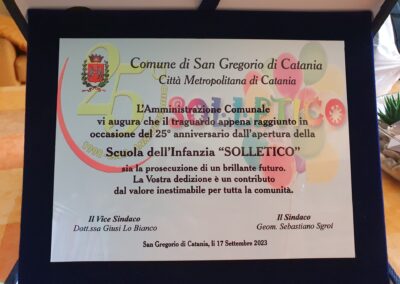 Comune di San Gregorio di Catania
Città Metropolitana di Catania
25
SOLLETICO
L'Amministrazione Comunale
vi augura che il traguardo appena raggiunto in
occasione del 25° anniversario dall'apertura della
Scuola dell'Infanzia "SOLLETICO"
sia la prosecuzione di un brillante futuro.
La Vostra dedizione è un contributo
dal valore inestimabile per tutta la comunità.
Il Vice Sindaco
Dott.ssa Giusi Lo Bianco
Il Sindaco
Geom. Sebastiano Sgroi
San Gregorio di Catania, lì 17 Settembre 2023